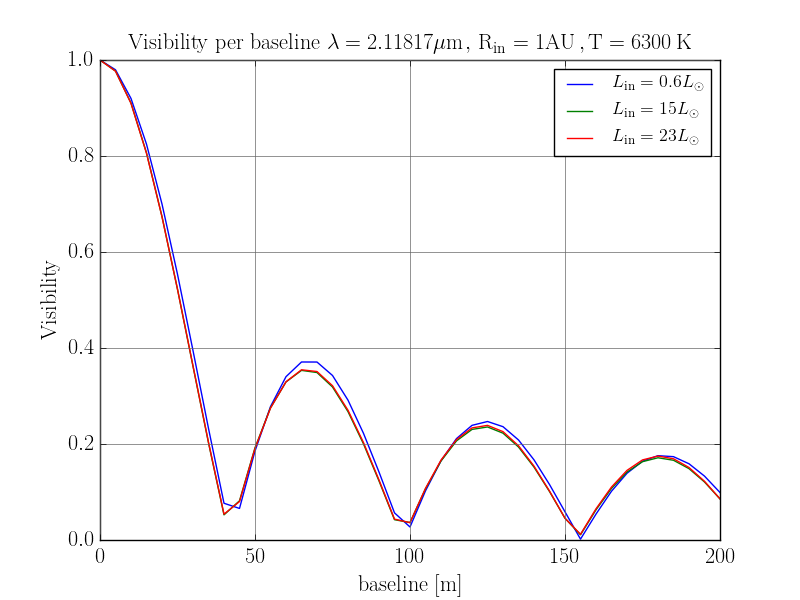 Visibility per baseline λ = 2.11817μm, R_in = 1AU, T = 6300 K
L_in = 0.6L_⊙
L_in = 15L_⊙
L_in = 23L_⊙
1.0
0.8
0.6
0.4
0.2
0.0
Visibility
0 50 100 150 200
baseline [m]